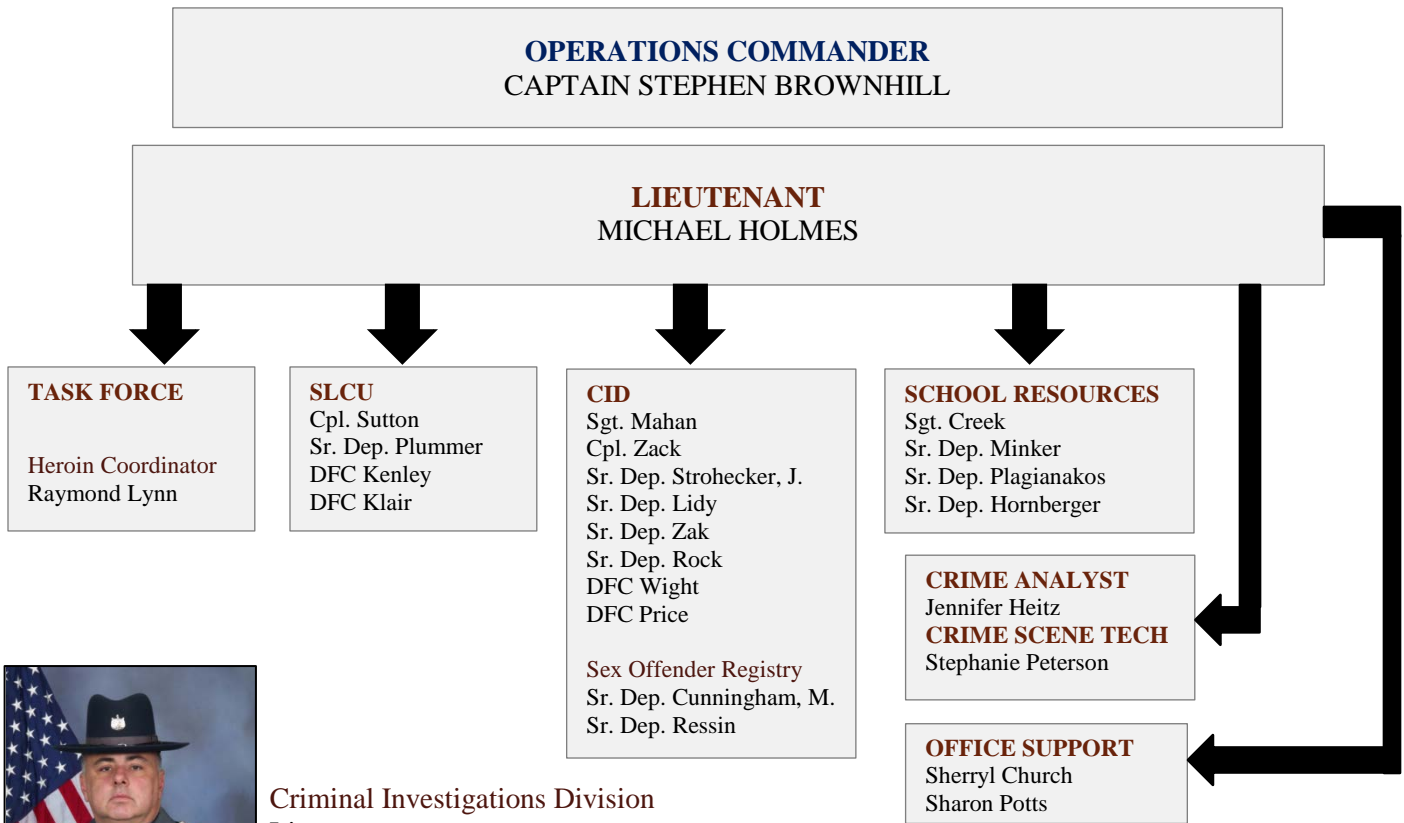 OPERATIONS COMMANDER
CAPTAIN STEPHEN BROWNHILL
LIEUTENANT
MICHAEL HOLMES
TASK FORCE
Heroin Coordinator
Raymond Lynn
SLCU
Cpl. Sutton
Sr. Dep. Plummer
DFC Kenley
DFC Klair
CID
Sgt. Mahan
Cpl. Zack
Sr. Dep. Strohecker, J.
Sr. Dep. Lidy
Sr. Dep. Zak
Sr. Dep. Rock
DFC Wight
DFC Price
Sex Offender Registry
Sr. Dep. Cunningham, M.
Sr. Dep. Ressin
SCHOOL RESOURCES
Sgt. Creek
Sr. Dep. Minker
Sr. Dep. Plagianakos
Sr. Dep. Hornberger
CRIME ANALYST
Jennifer Heitz
CRIME SCENE TECH
Stephanie Peterson
OFFICE SUPPORT
Sherryl Church
Sharon Potts
Criminal Investigations Division